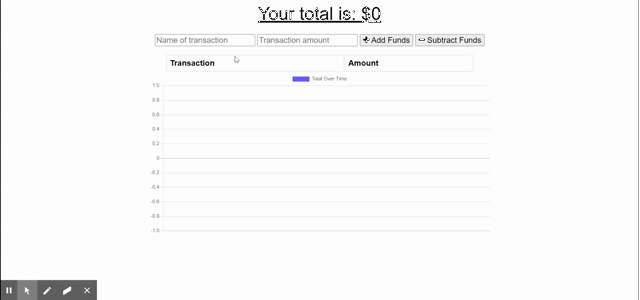 Your total is: $0
Name of transaction Transaction amount Add Funds Subtract Funds
Transaction Amount
Total Over Time
1.0
0.8
0.6
0.4
0.2
0
-0.2
-0.4
-0.6
-0.8
-1.0